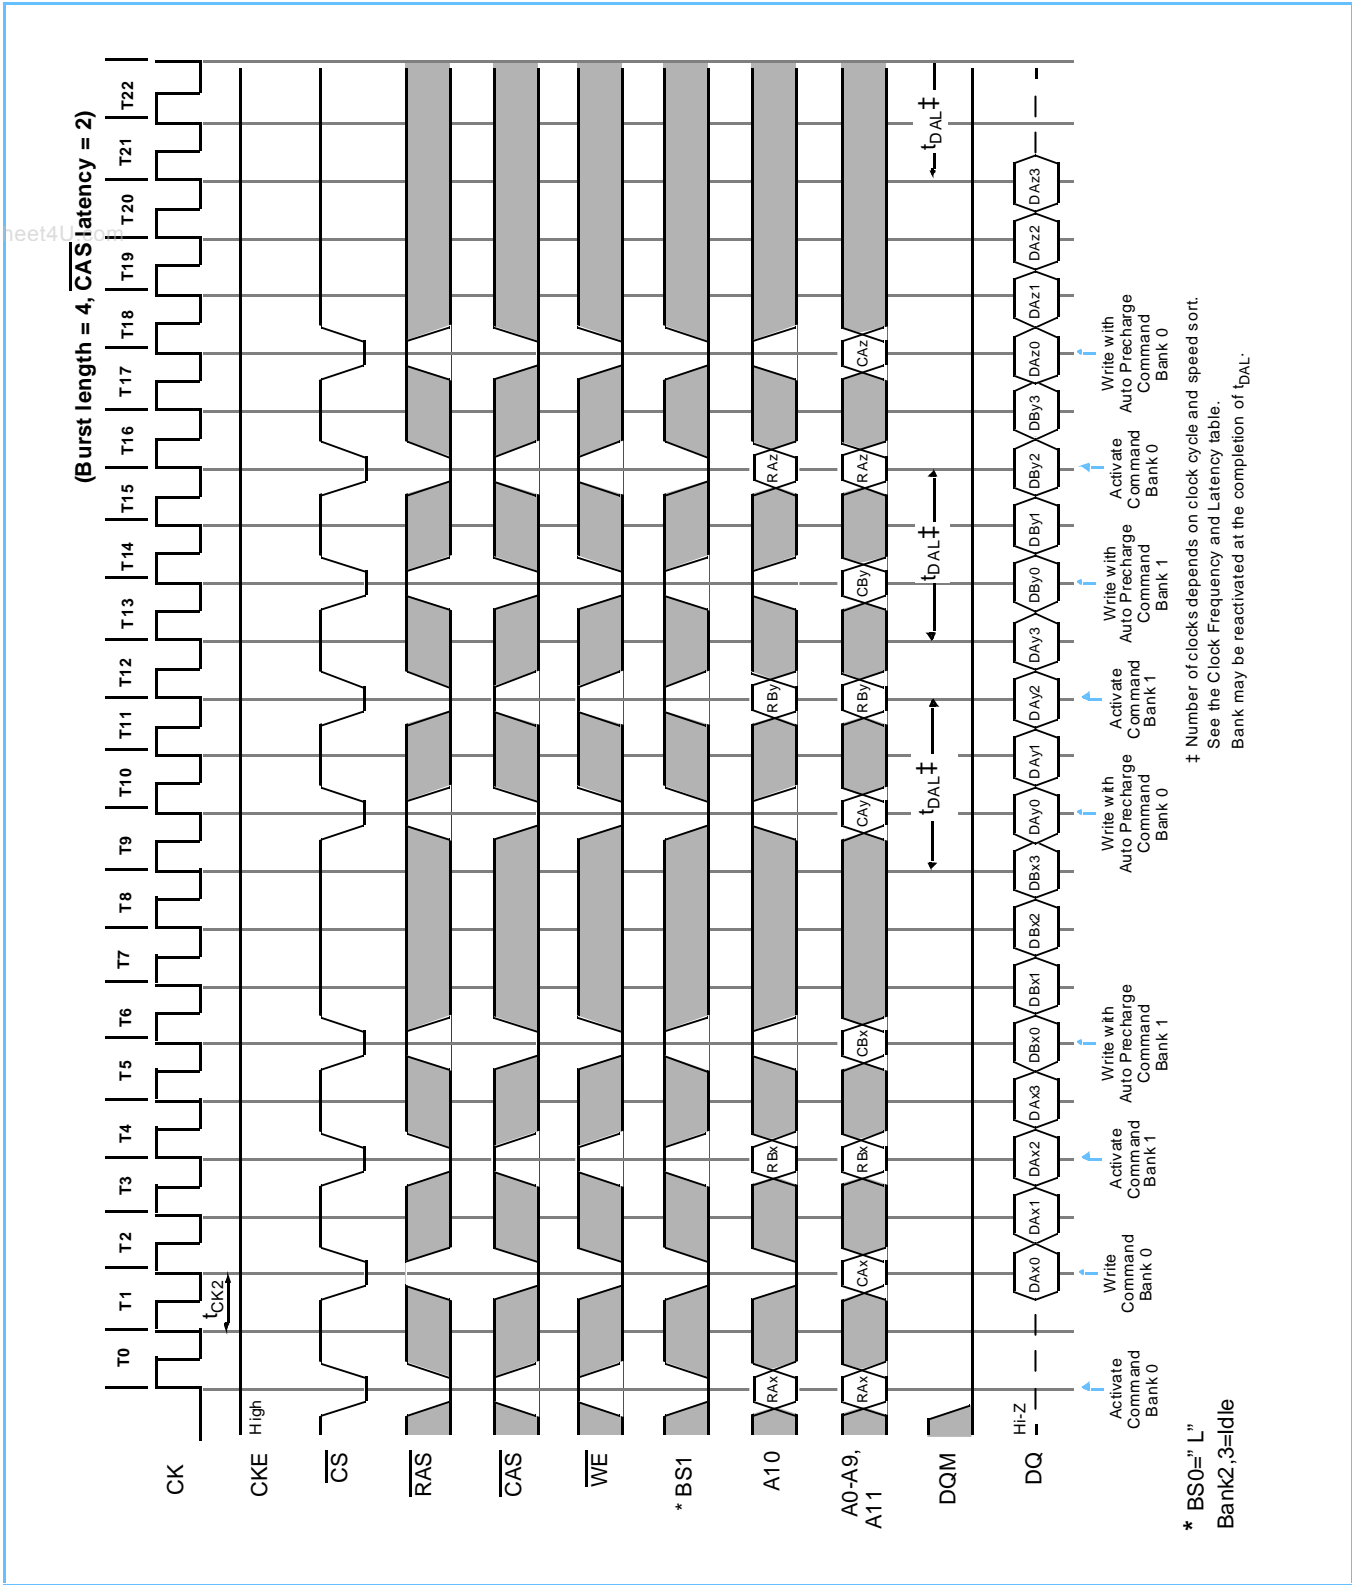 (Burst length = 4, CAS latency = 2)
T0 T1 T2 T3 T4 T5 T6 T7 T8 T9 T10 T11 T12 T13 T14 T15 T16 T17 T18 T19 T20 T21 T22
CK
tCK2
CKE
High
CS
RAS
CAS
WE
* BS1
A10
RAx RBx RBy RAz
A0-A9,
A11
RAx CAx RBx CBx CAy RBy CBy RAz CAz
DQM
tDAL‡ tDAL‡ tDAL‡
DQ
Hi-Z
DAx0 DAx1 DAx2 DAx3 DBx0 DBx1 DBx2 DBx3 DAy0 DAy1 DAy2 DAy3 DBy0 DBy1 DBy2 DBy3 DAz0 DAz1 DAz2 DAz3
Activate
Command
Bank 0
Write
Command
Bank 0
Activate
Command
Bank 1
Write with
Auto Precharge
Command
Bank 1
Write with
Auto Precharge
Command
Bank 0
Activate
Command
Bank 1
Write with
Auto Precharge
Command
Bank 1
Activate
Command
Bank 0
Write with
Auto Precharge
Command
Bank 0
* BS0=” L”
Bank2,3=Idle
‡ Number of clocks depends on clock cycle and speed sort.
See the Clock Frequency and Latency table.
Bank may be reactivated at the completion of tDAL.
heet4U.com